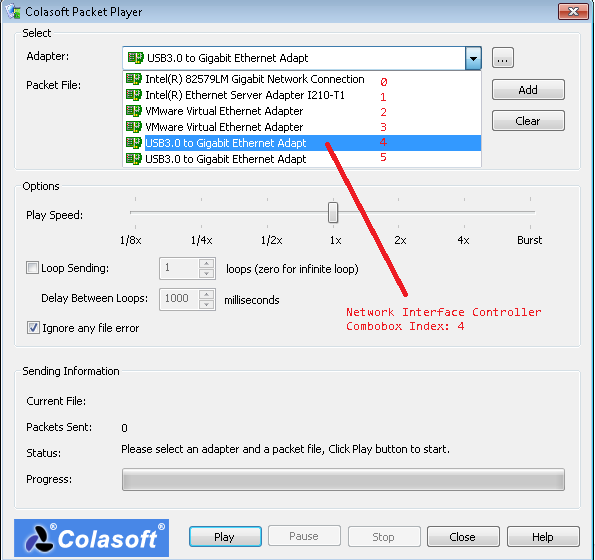 Colasoft Packet Player
Select
Adapter:
USB3.0 to Gigabit Ethernet Adapt
...
Packet File:
Intel(R) 82579LM Gigabit Network Connection 0
Intel(R) Ethernet Server Adapter I210-T1 1
VMware Virtual Ethernet Adapter 2
VMware Virtual Ethernet Adapter 3
USB3.0 to Gigabit Ethernet Adapt 4
USB3.0 to Gigabit Ethernet Adapt 5
Add
Clear
Options
Play Speed:
1/8x 1/4x 1/2x 1x 2x 4x Burst
Loop Sending: 1 loops (zero for infinite loop)
Delay Between Loops: 1000 milliseconds
Network Interface Controller
Combobox Index: 4
Ignore any file error
Sending Information
Current File:
Packets Sent: 0
Status: Please select an adapter and a packet file, Click Play button to start.
Progress:
®Colasoft®
Play Pause Stop Close Help